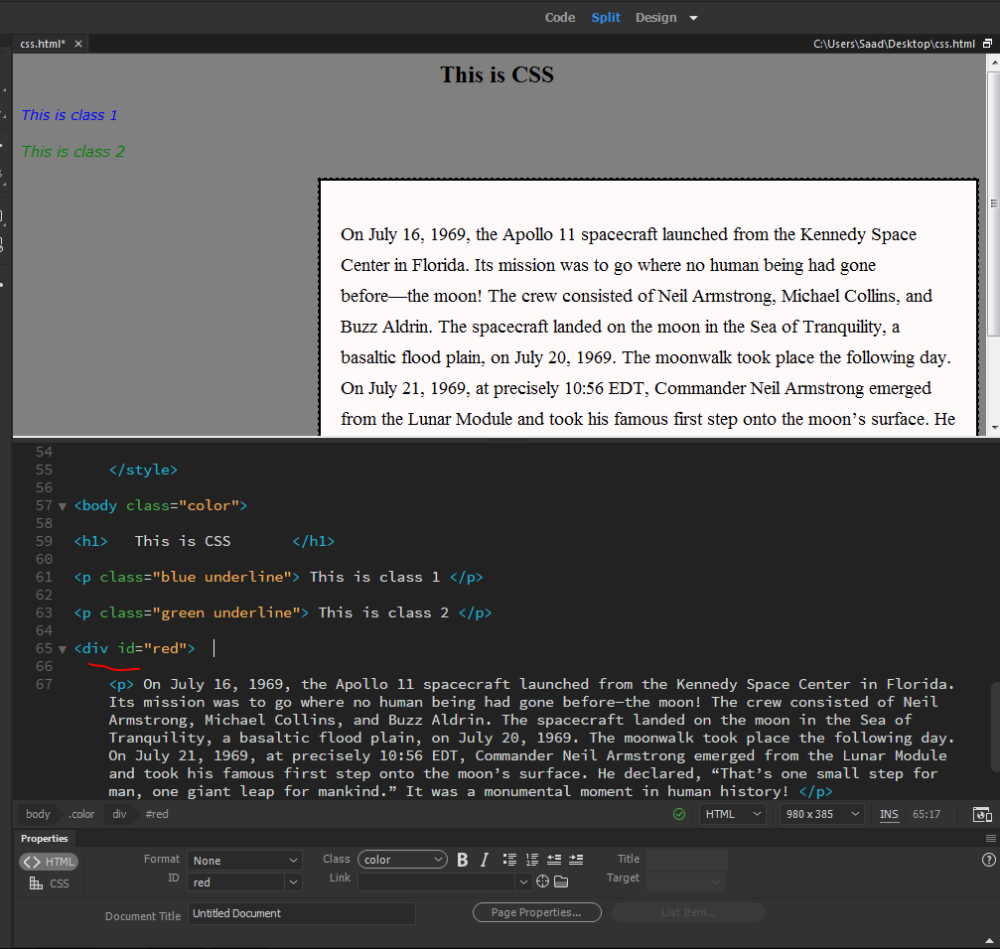 Code Split Design
css.html* × C:\Users\Saad\Desktop\css.html
This is CSS
This is class 1
This is class 2
On July 16, 1969, the Apollo 11 spacecraft launched from the Kennedy Space
Center in Florida. Its mission was to go where no human being had gone
before—the moon! The crew consisted of Neil Armstrong, Michael Collins, and
Buzz Aldrin. The spacecraft landed on the moon in the Sea of Tranquility, a
basaltic flood plain, on July 20, 1969. The moonwalk took place the following day.
On July 21, 1969, at precisely 10:56 EDT, Commander Neil Armstrong emerged
from the Lunar Module and took his famous first step onto the moon’s surface. He
54
55 </style>
56
57 <body class="color">
58
59 <h1> This is CSS </h1>
60
61 <p class="blue underline"> This is class 1 </p>
62
63 <p class="green underline"> This is class 2 </p>
64
65 <div id="red">
66
67 <p> On July 16, 1969, the Apollo 11 spacecraft launched from the Kennedy Space Center in Florida.
Its mission was to go where no human being had gone before—the moon! The crew consisted of Neil
Armstrong, Michael Collins, and Buzz Aldrin. The spacecraft landed on the moon in the Sea of
Tranquility, a basaltic flood plain, on July 20, 1969. The moonwalk took place the following day.
On July 21, 1969, at precisely 10:56 EDT, Commander Neil Armstrong emerged from the Lunar Module
and took his famous first step onto the moon’s surface. He declared, “That’s one small step for
man, one giant leap for mankind.” It was a monumental moment in human history! </p>
body .color div #red HTML 980 x 385 INS 65:17
Properties
<> HTML Format None Class color B I Title
CSS ID red Link Target
Document Title Untitled Document Page Properties... List Item...